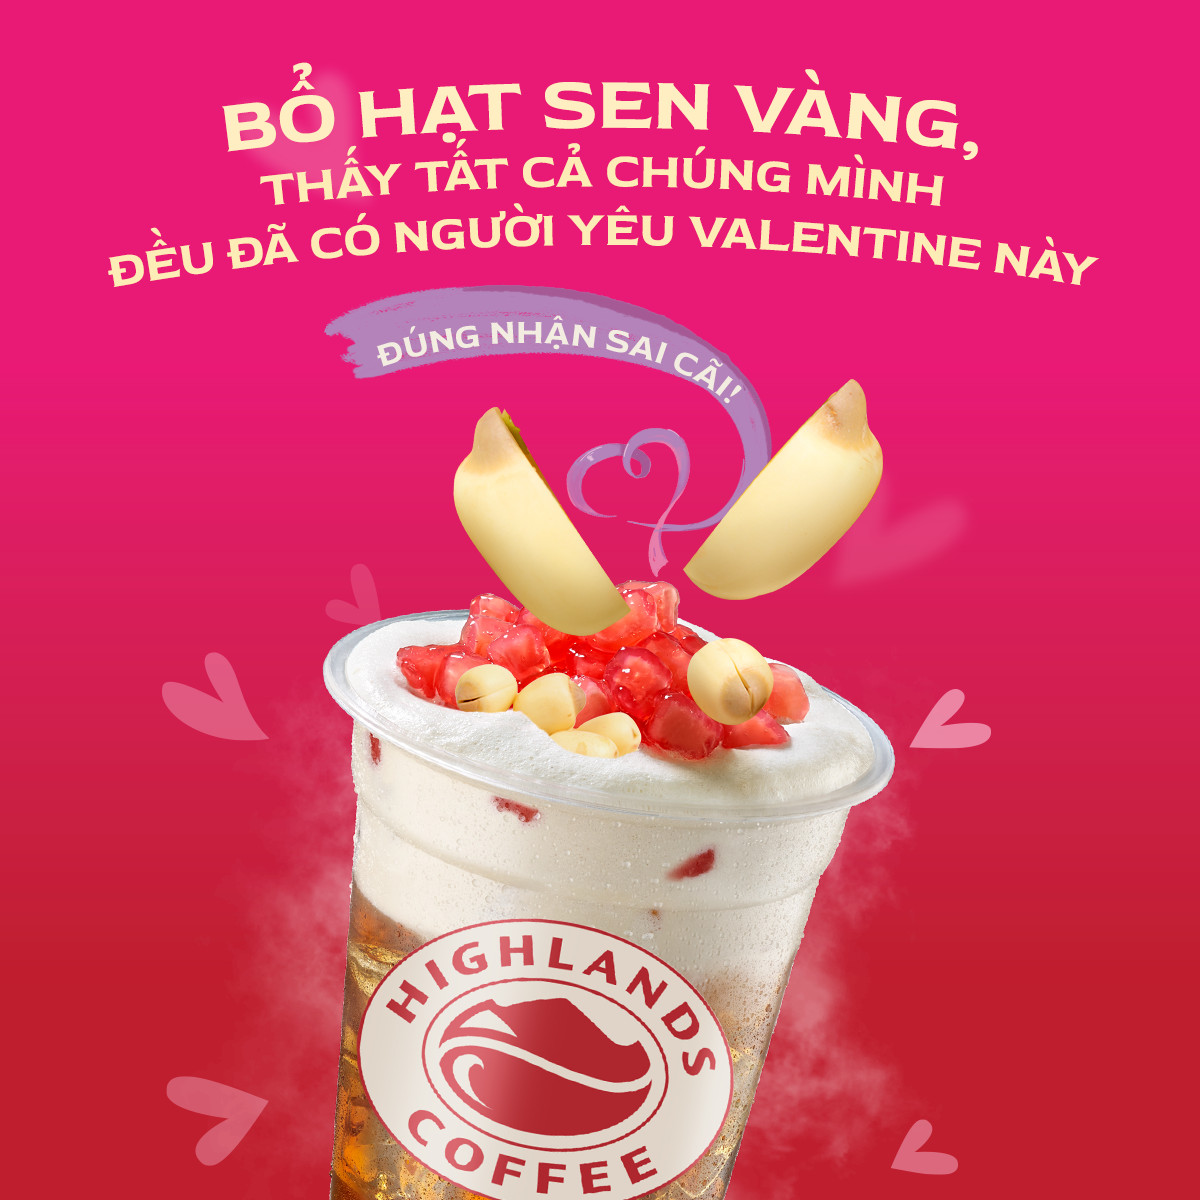 BỔ HẠT SEN VÀNG,
THẤY TẤT CẢ CHÚNG MÌNH
ĐỀU ĐÃ CÓ NGƯỜI YÊU VALENTINE NÀY
ĐÚNG NHẬN SAI CÃI!
HIGHLANDS
COFFEE